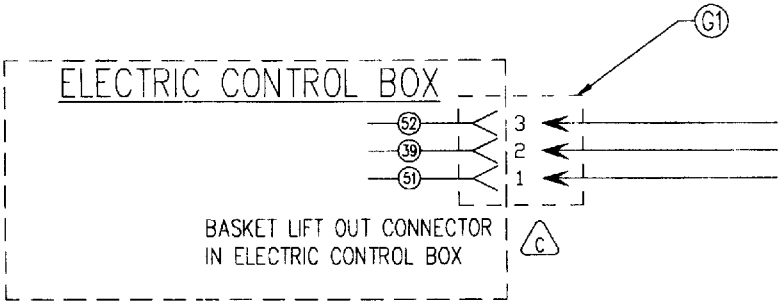 G1
ELECTRIC CONTROL BOX
52 3
39 2
51 1
BASKET LIFT OUT CONNECTOR
IN ELECTRIC CONTROL BOX
C